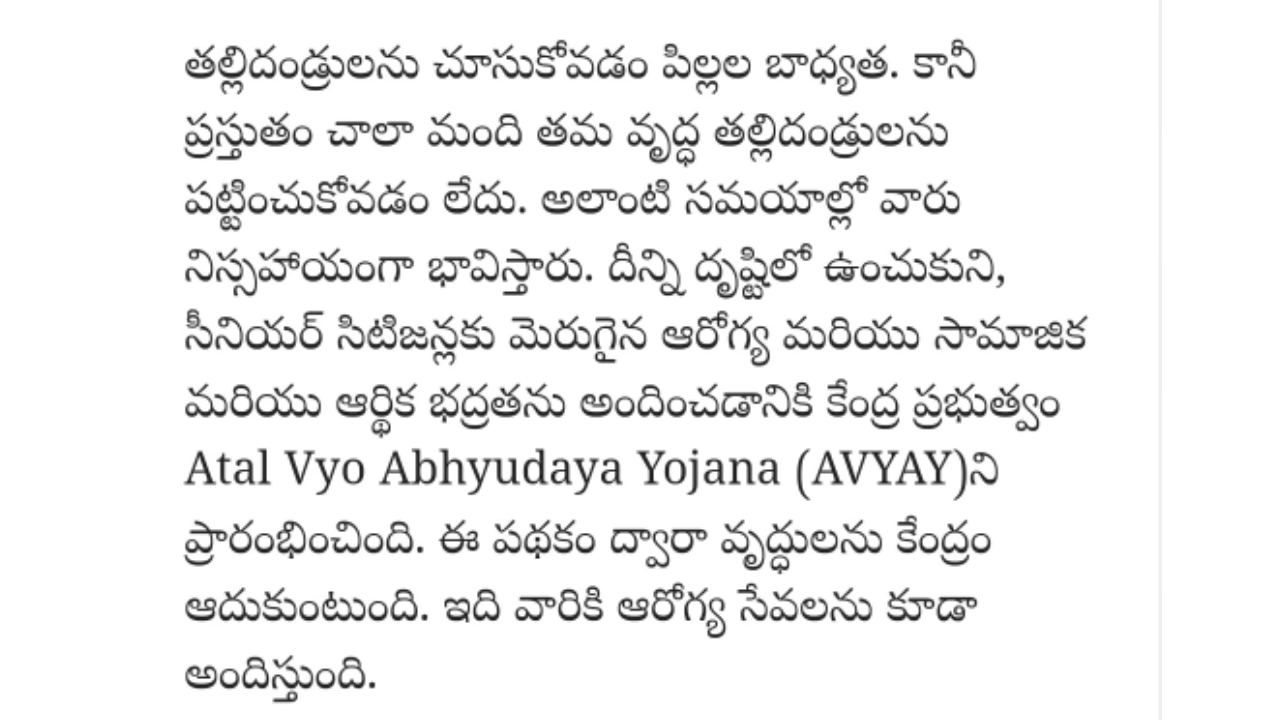 తల్లిదండ్రులను చూసుకోవడం పిల్లల బాధ్యత. కానీ
ప్రస్తుతం చాలా మంది తమ వృద్ధ తల్లిదండ్రులను
పట్టించుకోవడం లేదు. అలాంటి సమయాల్లో వారు
నిస్సహాయంగా భావిస్తారు. దీన్ని దృష్టిలో ఉంచుకుని,
సీనియర్ సిటిజన్లకు మెరుగైన ఆరోగ్య మరియు సామాజిక
మరియు ఆర్థిక భద్రతను అందించడానికి కేంద్ర ప్రభుత్వం
Atal Vyo Abhyudaya Yojana (AVYAY)ని
ప్రారంభించింది. ఈ పథకం ద్వారా వృద్ధులను కేంద్రం
ఆదుకుంటుంది. ఇది వారికి ఆరోగ్య సేవలను కూడా
అందిస్తుంది.